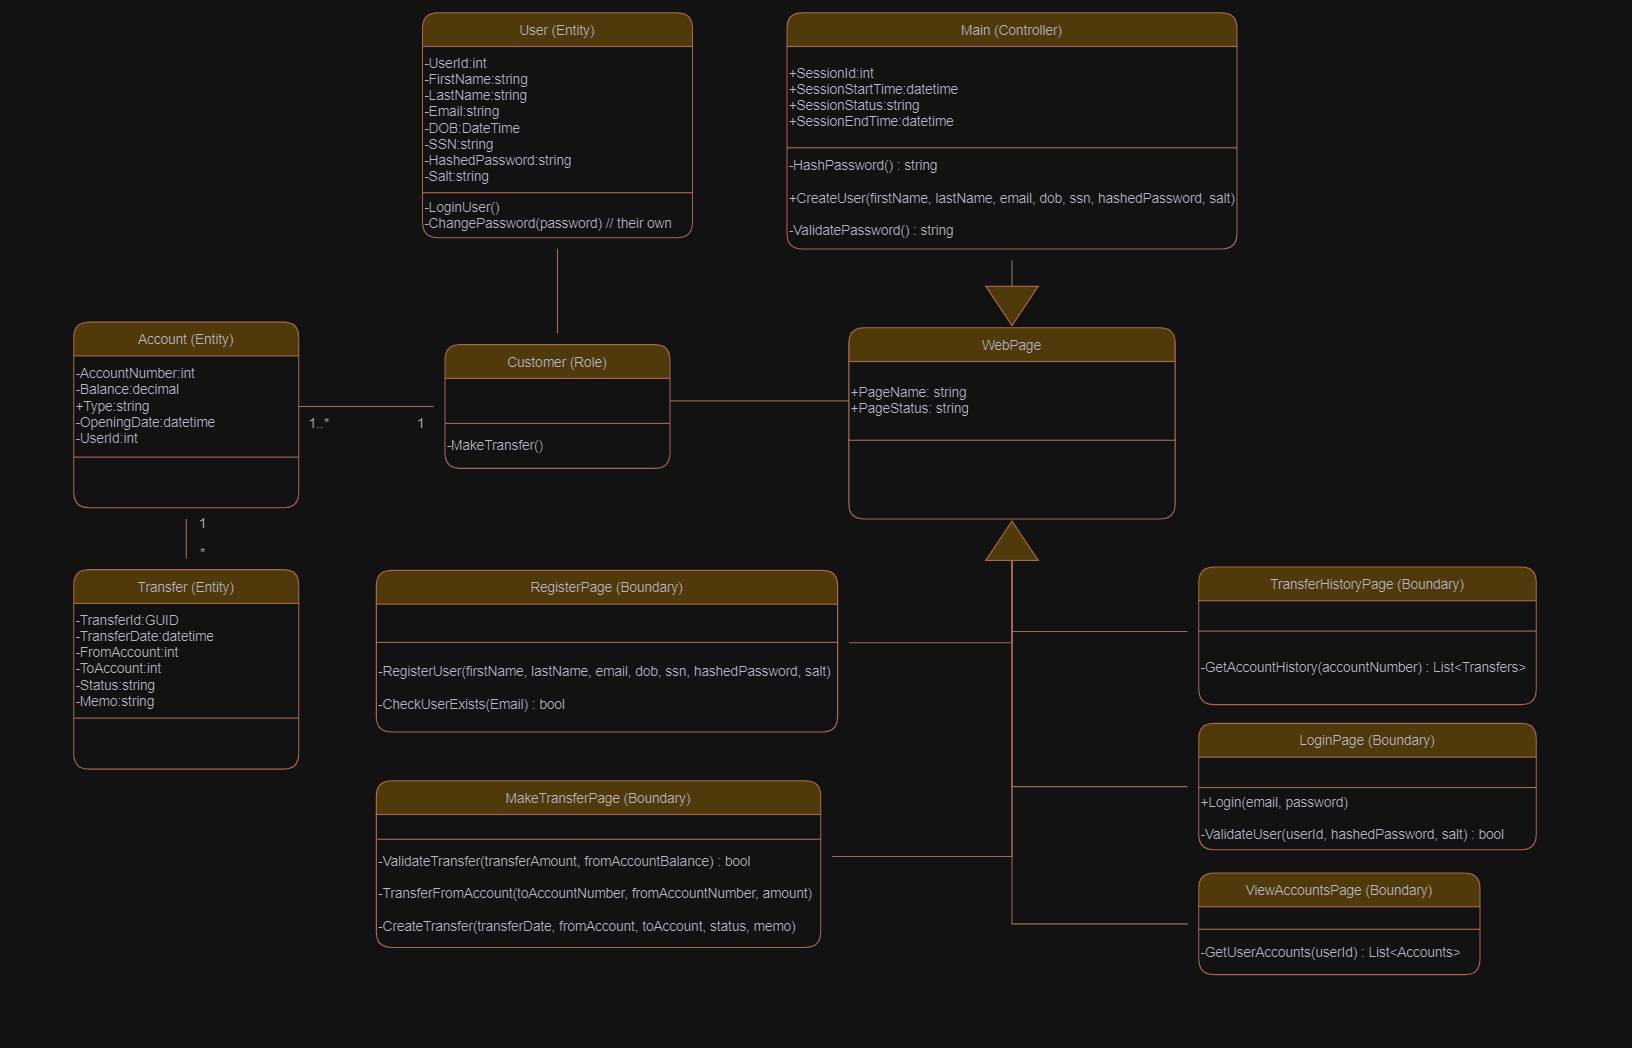 User (Entity)
-UserId:int
-FirstName:string
-LastName:string
-Email:string
-DOB:DateTime
-SSN:string
-HashedPassword:string
-Salt:string
-LoginUser()
-ChangePassword(password) // their own
Main (Controller)
+SessionId:int
+SessionStartTime:datetime
+SessionStatus:string
+SessionEndTime:datetime
-HashPassword() : string
+CreateUser(firstName, lastName, email, dob, ssn, hashedPassword, salt)
-ValidatePassword() : string
Account (Entity)
-AccountNumber:int
-Balance:decimal
+Type:string
-OpeningDate:datetime
-UserId:int
1..*
1
Customer (Role)
-MakeTransfer()
WebPage
+PageName: string
+PageStatus: string
1
*
Transfer (Entity)
-TransferId:GUID
-TransferDate:datetime
-FromAccount:int
-ToAccount:int
-Status:string
-Memo:string
RegisterPage (Boundary)
-RegisterUser(firstName, lastName, email, dob, ssn, hashedPassword, salt)
-CheckUserExists(Email) : bool
TransferHistoryPage (Boundary)
-GetAccountHistory(accountNumber) : List<Transfers>
LoginPage (Boundary)
+Login(email, password)
-ValidateUser(userId, hashedPassword, salt) : bool
MakeTransferPage (Boundary)
-ValidateTransfer(transferAmount, fromAccountBalance) : bool
-TransferFromAccount(toAccountNumber, fromAccountNumber, amount)
-CreateTransfer(transferDate, fromAccount, toAccount, status, memo)
ViewAccountsPage (Boundary)
-GetUserAccounts(userId) : List<Accounts>